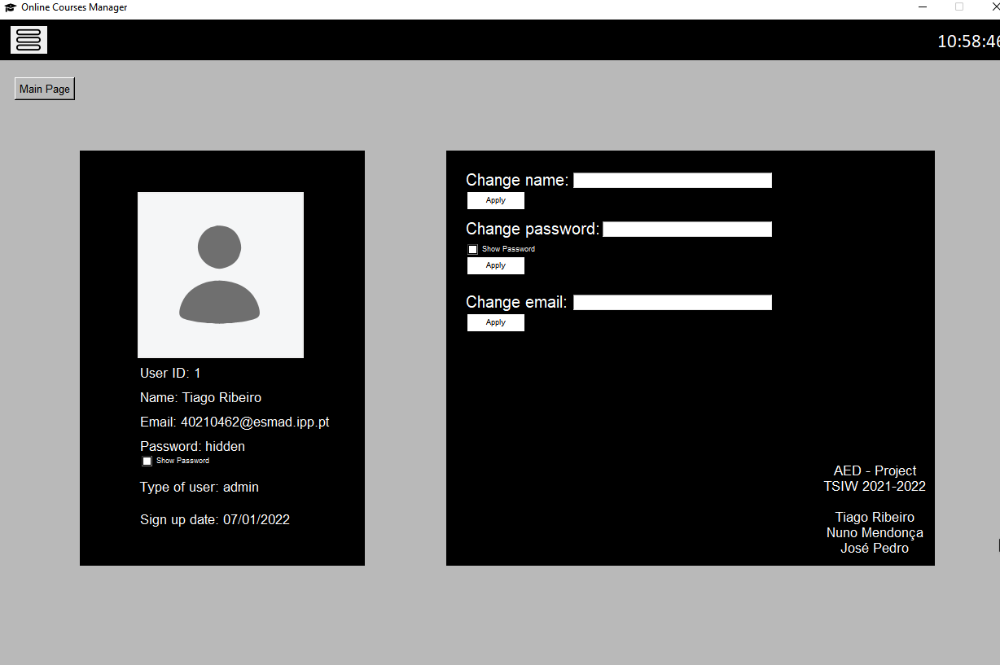 Online Courses Manager
10:58:46
Main Page
User ID: 1
Name: Tiago Ribeiro
Email: 40210462@esmad.ipp.pt
Password: hidden
Show Password
Type of user: admin
Sign up date: 07/01/2022
Change name:
Apply
Change password:
Show Password
Apply
Change email:
Apply
AED - Project
TSIW 2021-2022
Tiago Ribeiro
Nuno Mendonça
José Pedro